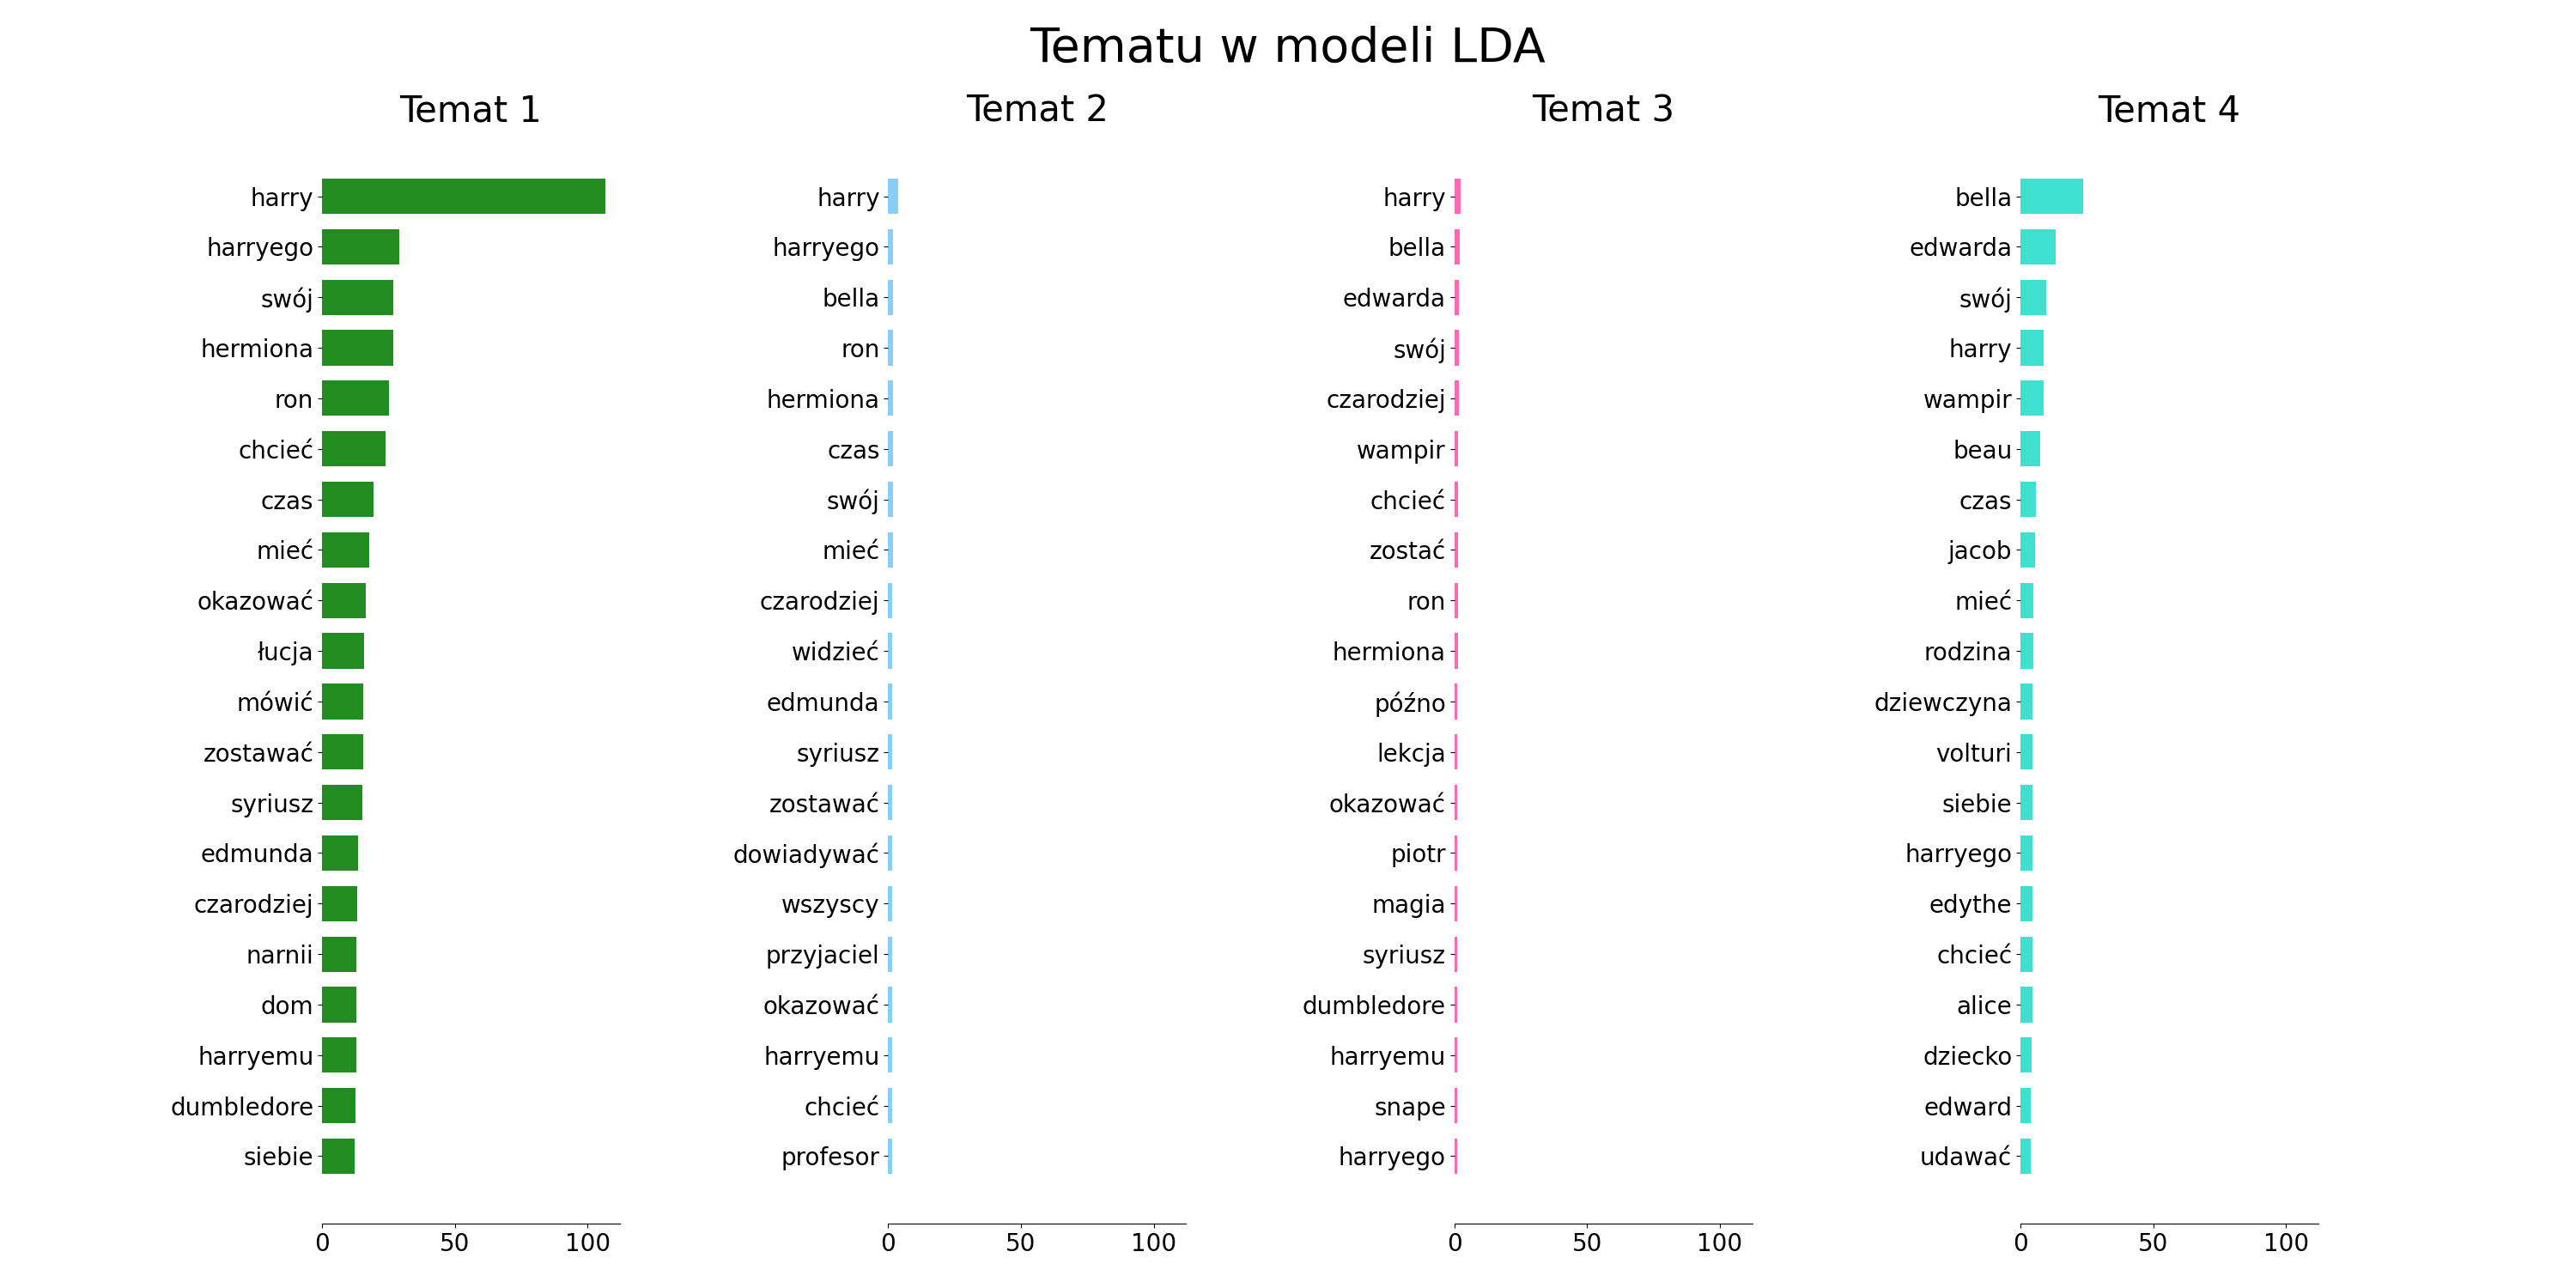 Tematu w modeli LDA
Temat 1
harry
harryego
swój
hermiona
ron
chcieć
czas
mieć
okazować
łucja
mówić
zostawać
syriusz
edmunda
czarodziej
narnii
dom
harryemu
dumbledore
siebie
0 50 100
Temat 2
harry
harryego
bella
ron
hermiona
czas
swój
mieć
czarodziej
widzieć
edmunda
syriusz
zostawać
dowiadywać
wszyscy
przyjaciel
okazować
harryemu
chcieć
profesor
0 50 100
Temat 3
harry
bella
edwarda
swój
czarodziej
wampir
chcieć
zostać
ron
hermiona
późno
lekcja
okazować
piotr
magia
syriusz
dumbledore
harryemu
snape
harryego
0 50 100
Temat 4
bella
edwarda
swój
harry
wampir
beau
czas
jacob
mieć
rodzina
dziewczyna
volturi
siebie
harryego
edythe
chcieć
alice
dziecko
edward
udawać
0 50 100